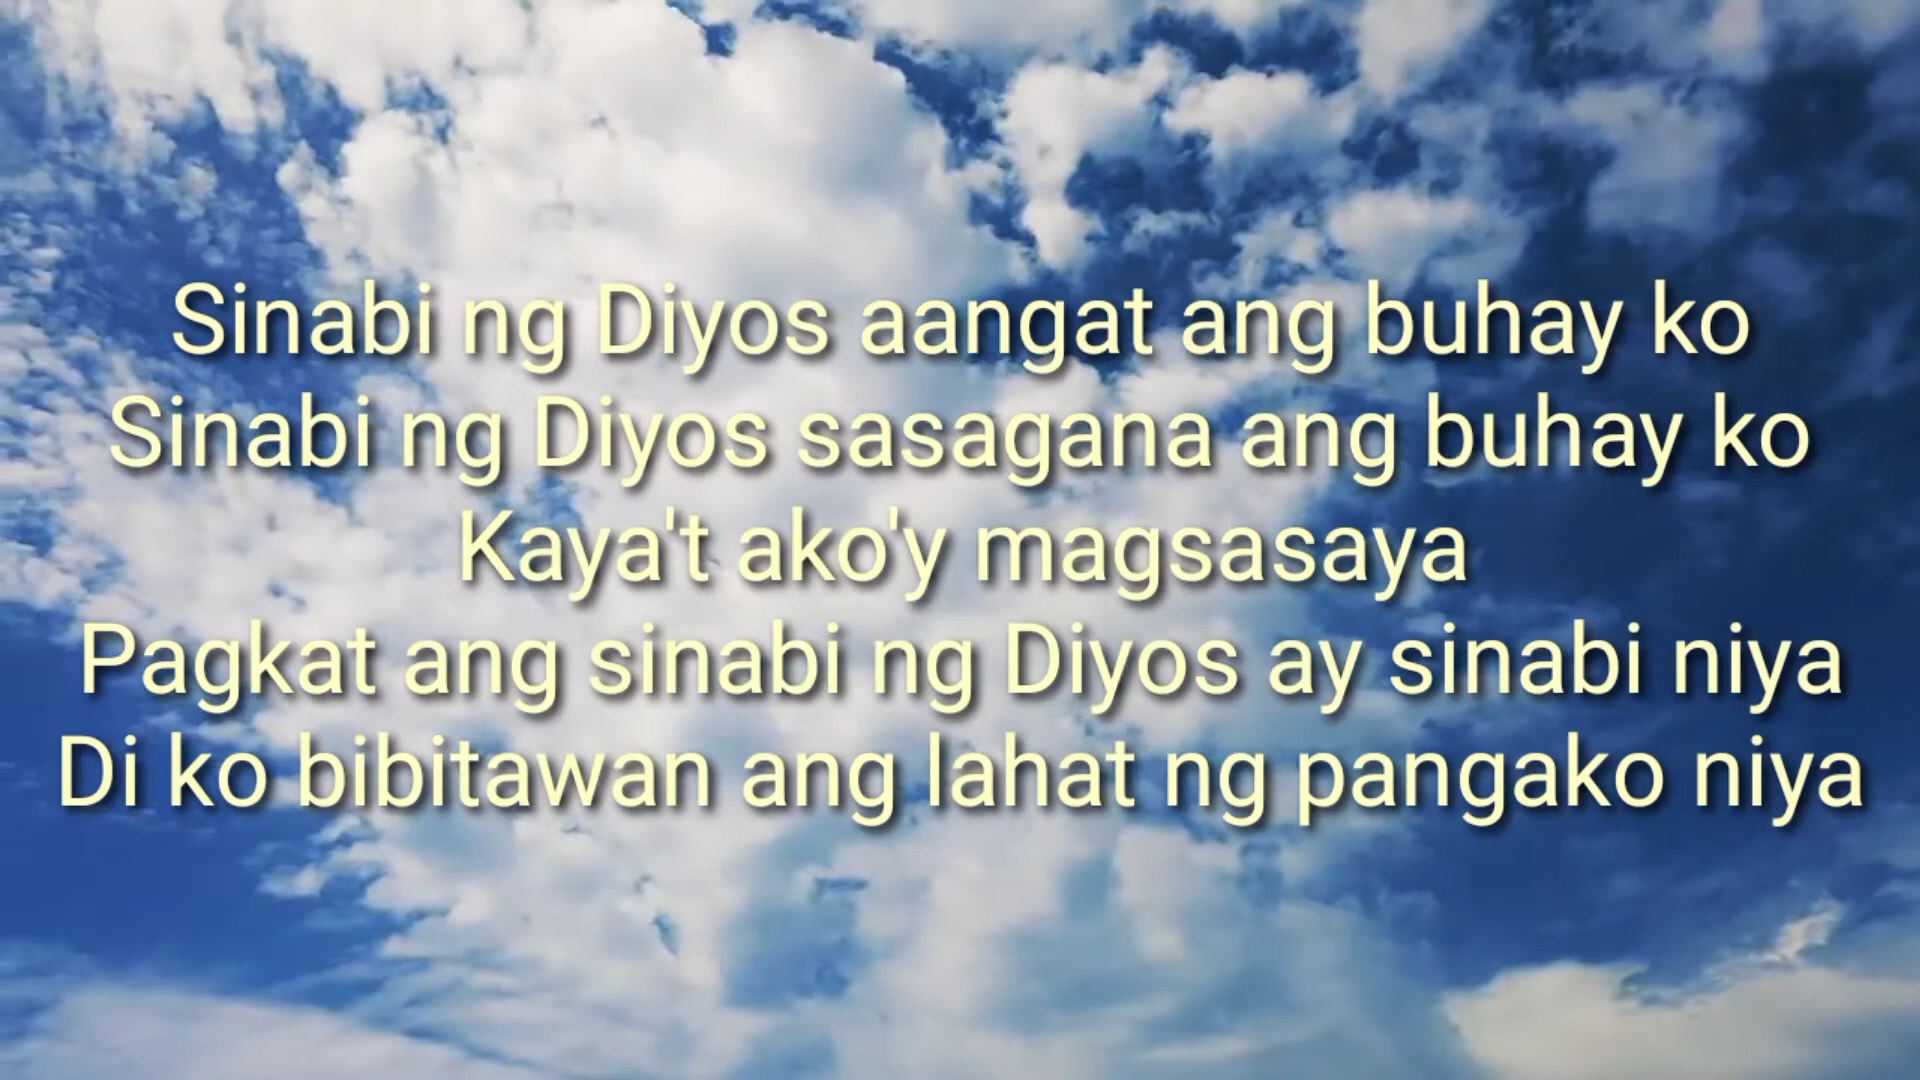 Sinabi ng Diyos aangat ang buhay ko
Sinabi ng Diyos sasagana ang buhay ko
Kaya't ako'y magsasaya
Pagkat ang sinabi ng Diyos ay sinabi niya
Di ko bibitawan ang lahat ng pangako niya